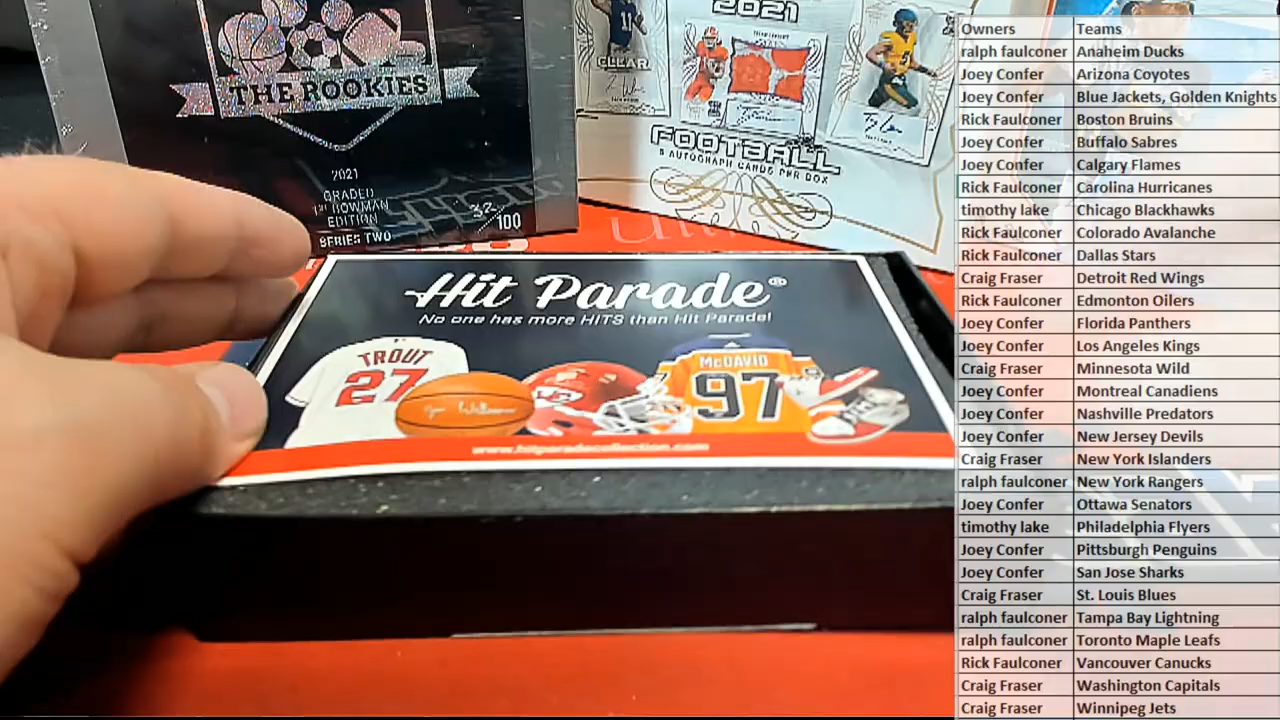 THE ROOKIES
2021
GRADED
1ST BOWMAN
EDITION
SERIES TWO
32/100
2021
CLEAR
11
FOOTBALL
5 AUTOGRAPH CARDS PER BOX
Hit Parade®
No one has more HITS than Hit Parade!
TROUT
27
McDAVID
97
www.hitparadecollection.com
Owners Teams
ralph faulconer Anaheim Ducks
Joey Confer Arizona Coyotes
Joey Confer Blue Jackets, Golden Knights
Rick Faulconer Boston Bruins
Joey Confer Buffalo Sabres
Joey Confer Calgary Flames
Rick Faulconer Carolina Hurricanes
timothy lake Chicago Blackhawks
Rick Faulconer Colorado Avalanche
Rick Faulconer Dallas Stars
Craig Fraser Detroit Red Wings
Rick Faulconer Edmonton Oilers
Joey Confer Florida Panthers
Joey Confer Los Angeles Kings
Craig Fraser Minnesota Wild
Joey Confer Montreal Canadiens
Joey Confer Nashville Predators
Joey Confer New Jersey Devils
Craig Fraser New York Islanders
ralph faulconer New York Rangers
Joey Confer Ottawa Senators
timothy lake Philadelphia Flyers
Joey Confer Pittsburgh Penguins
Joey Confer San Jose Sharks
Craig Fraser St. Louis Blues
ralph faulconer Tampa Bay Lightning
ralph faulconer Toronto Maple Leafs
Rick Faulconer Vancouver Canucks
Craig Fraser Washington Capitals
Craig Fraser Winnipeg Jets